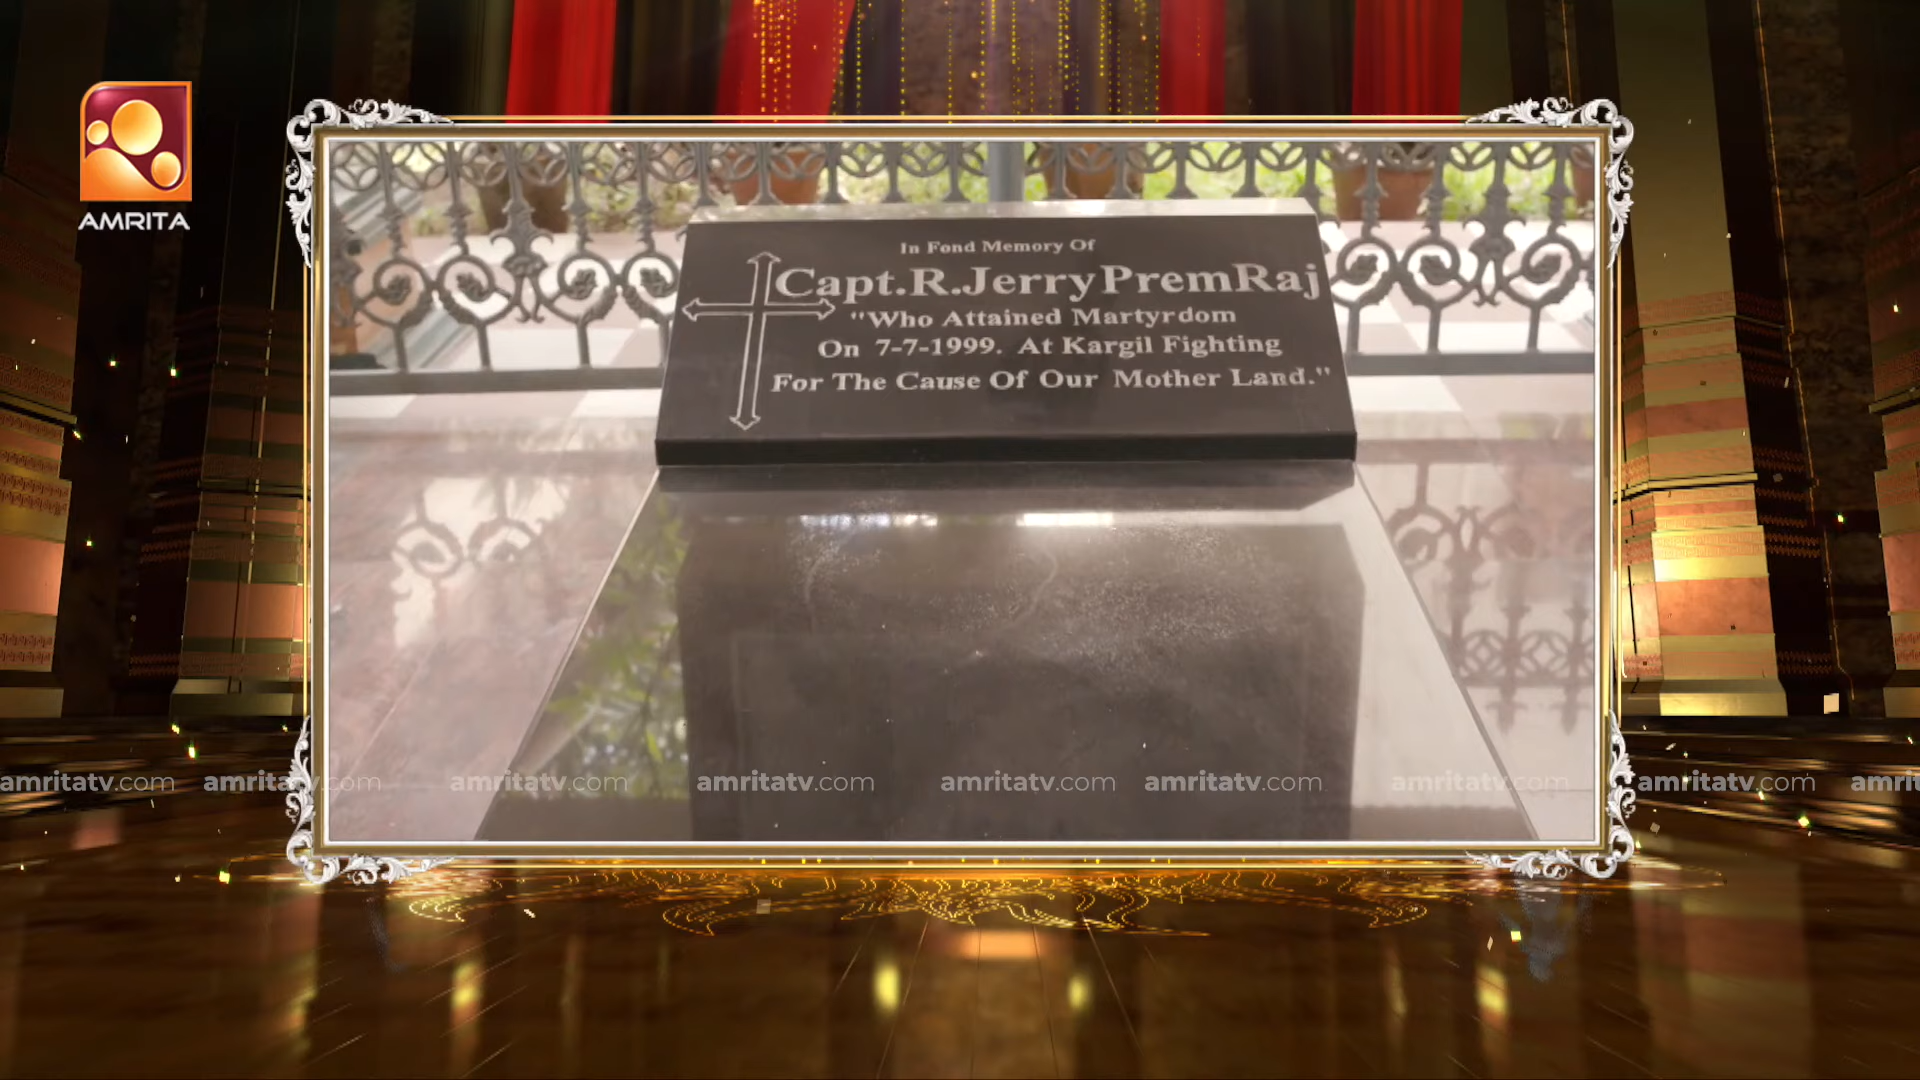 AMRITA
In Fond Memory Of
Capt.R.JerryPremRaj
"Who Attained Martyrdom
On 7-7-1999. At Kargil Fighting
For The Cause Of Our Mother Land."
amritatv.com amritatv.com amritatv.com amritatv.com amritatv.com amritatv.com amritatv.com amritatv.com